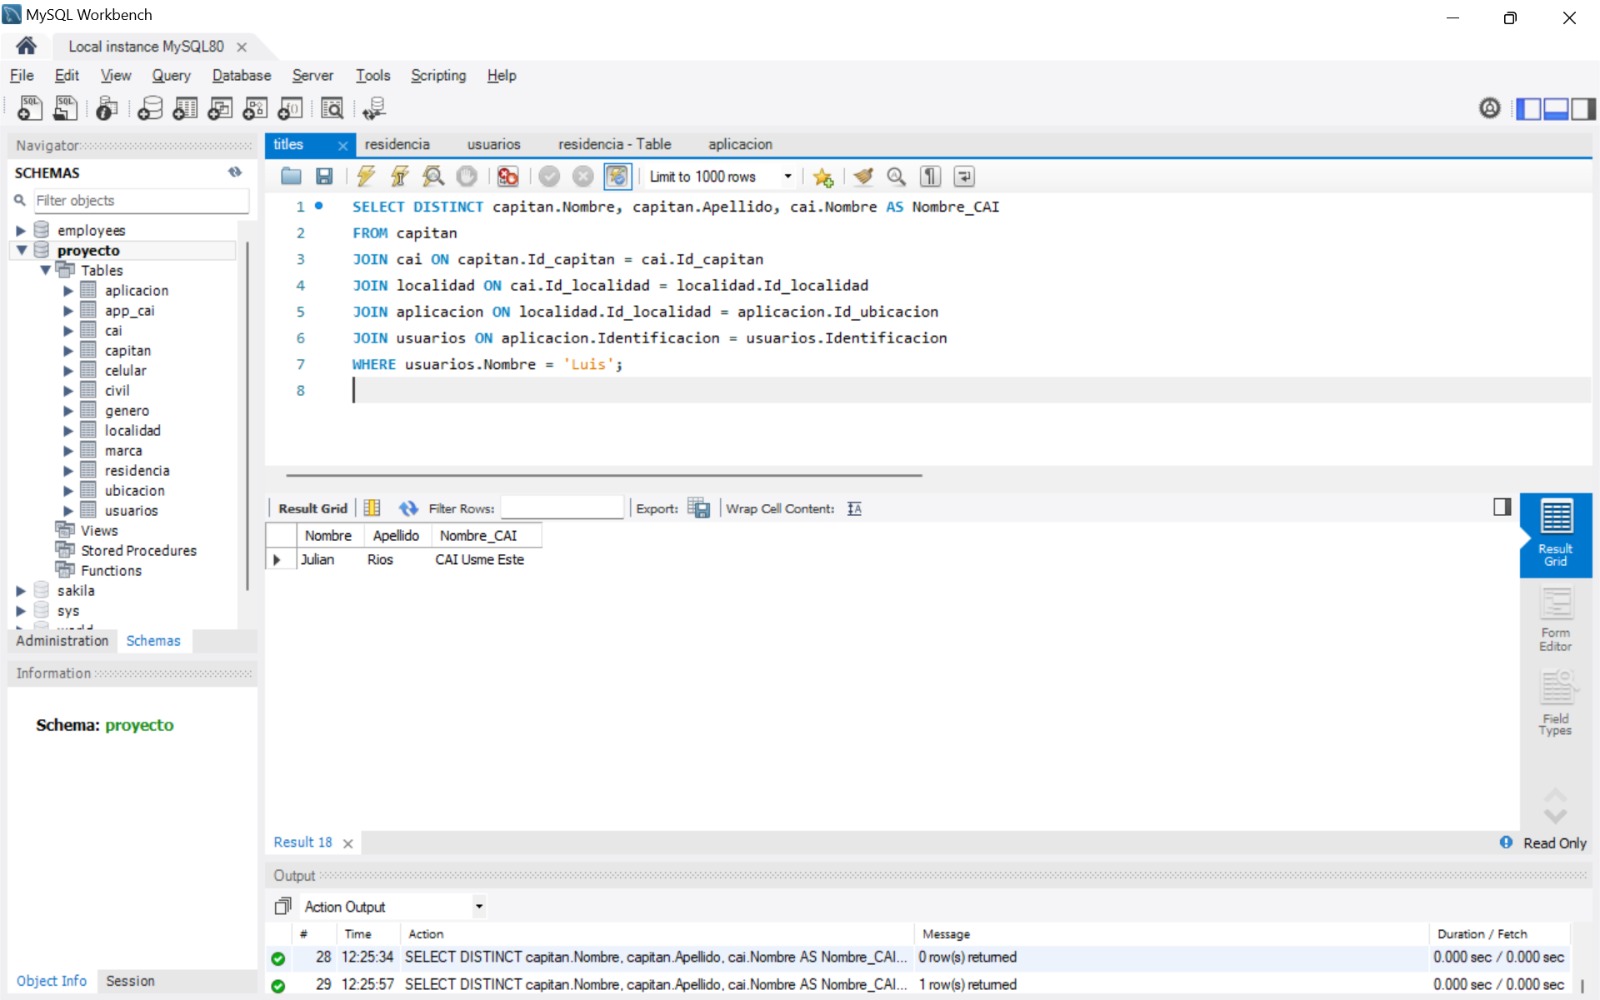 MySQL Workbench
Local instance MySQL80
File Edit View Query Database Server Tools Scripting Help
Navigator
SCHEMAS
Filter objects
employees
proyecto
Tables
aplicacion
app_cai
cai
capitan
celular
civil
genero
localidad
marca
residencia
ubicacion
usuarios
Views
Stored Procedures
Functions
sakila
sys
Administration Schemas
Information
Schema: proyecto
Object Info Session
titles residencia usuarios residencia - Table aplicacion
Limit to 1000 rows
1 SELECT DISTINCT capitan.Nombre, capitan.Apellido, cai.Nombre AS Nombre_CAI
2 FROM capitan
3 JOIN cai ON capitan.Id_capitan = cai.Id_capitan
4 JOIN localidad ON cai.Id_localidad = localidad.Id_localidad
5 JOIN aplicacion ON localidad.Id_localidad = aplicacion.Id_ubicacion
6 JOIN usuarios ON aplicacion.Identificacion = usuarios.Identificacion
7 WHERE usuarios.Nombre = 'Luis';
8
Result Grid Filter Rows: Export: Wrap Cell Content:
Nombre Apellido Nombre_CAI
Julian Rios CAI Usme Este
Result Grid
Form Editor
Field Types
Result 18
Read Only
Output
Action Output
# Time Action Message Duration / Fetch
28 12:25:34 SELECT DISTINCT capitan.Nombre, capitan.Apellido, cai.Nombre AS Nombre_CAI... 0 row(s) returned 0.000 sec / 0.000 sec
29 12:25:57 SELECT DISTINCT capitan.Nombre, capitan.Apellido, cai.Nombre AS Nombre_CAI... 1 row(s) returned 0.000 sec / 0.000 sec